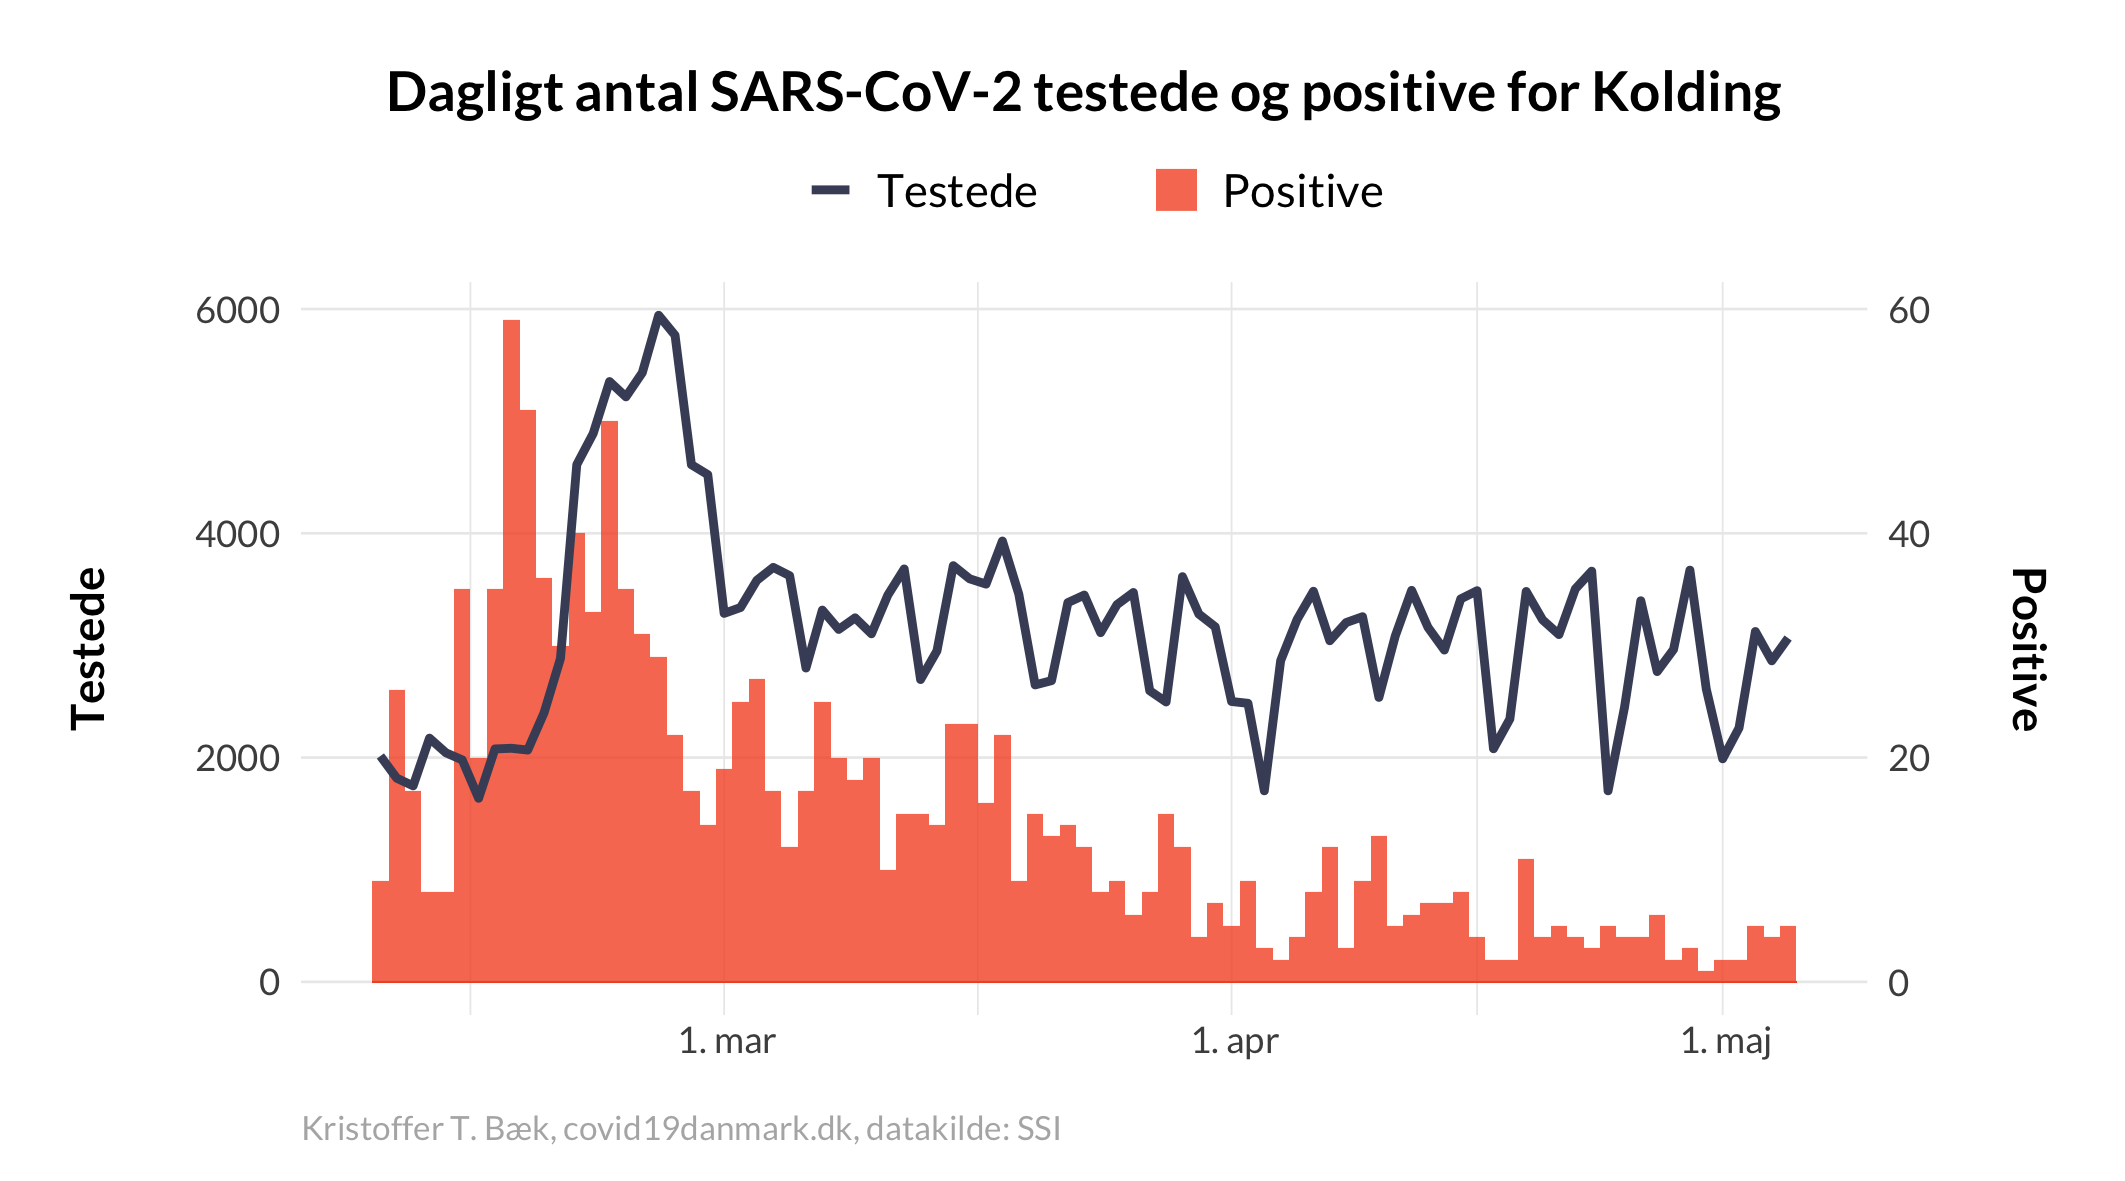 Dagligt antal SARS-CoV-2 testede og positive for Kolding
Testede
Positive
6000
4000
2000
0
Testede
60
40
20
0
Positive
1. mar
1. apr
1. maj
Kristoffer T. Bæk, covid19danmark.dk, datakilde: SSI